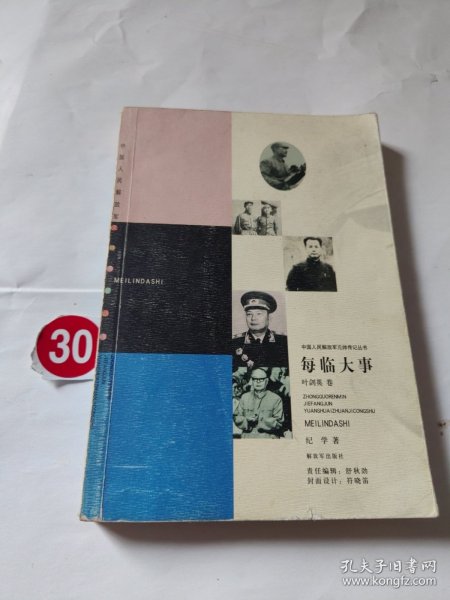 中国人民解放军
MEILINDASHI
30
中国人民解放军元帅传记丛书
每临大事
叶剑英 卷
ZHONGGUORENMIN
JIEFANGJUN
YUANSHUAIZHUANJICONGSHU
MEILINDASHI
纪 学 著
解放军出版社
责任编辑：舒秋劲
封面设计：符晓笛
孔夫子旧书网
www.kongfz.com